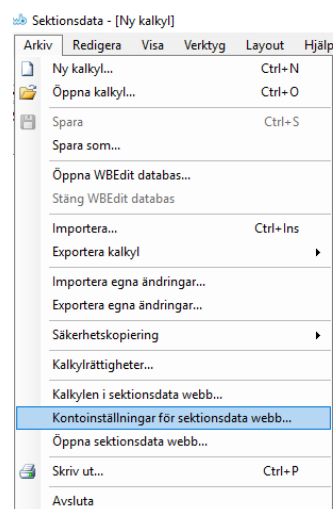 Sektionsdata - [Ny kalkyl]
Arkiv Redigera Visa Verktyg Layout Hjälp
Ny kalkyl... Ctrl+N
Öppna kalkyl... Ctrl+O
Spara Ctrl+S
Spara som...
Öppna WBEdit databas...
Stäng WBEdit databas
Importera... Ctrl+Ins
Exportera kalkyl
Importera egna ändringar...
Exportera egna ändringar...
Säkerhetskopiering
Kalkylrättigheter...
Kalkylen i sektionsdata webb...
Kontoinställningar för sektionsdata webb...
Öppna sektionsdata webb...
Skriv ut... Ctrl+P
Avsluta